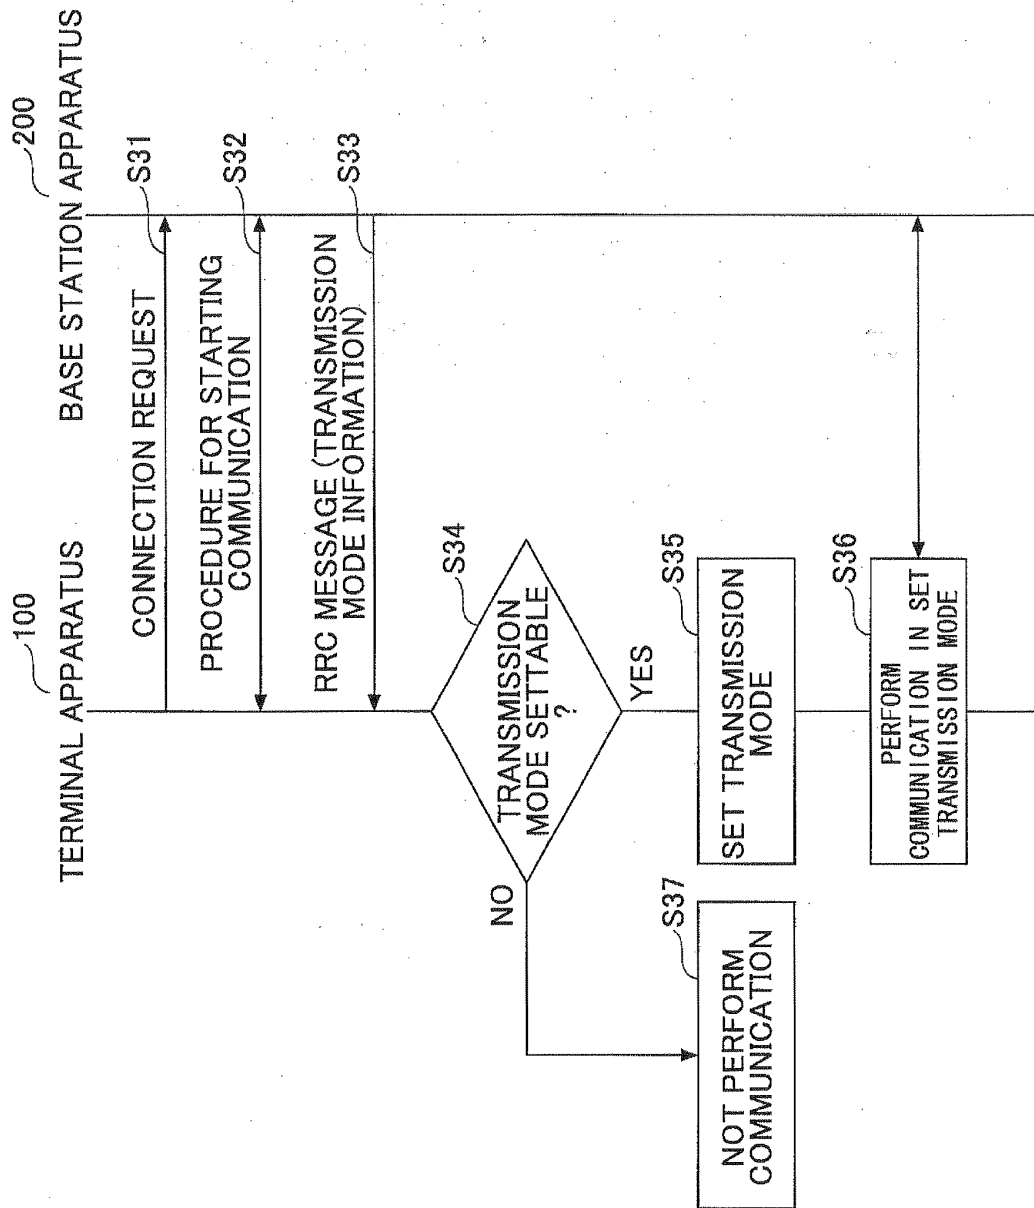 100
TERMINAL APPARATUS
200
BASE STATION APPARATUS
CONNECTION REQUEST
S31
PROCEDURE FOR STARTING
COMMUNICATION
S32
RRC MESSAGE (TRANSMISSION
MODE INFORMATION)
S33
S34
TRANSMISSION
MODE SETTABLE
?
NO
YES
S37
NOT PERFORM
COMMUNICATION
S35
SET TRANSMISSION
MODE
S36
PERFORM
COMMUNICATION IN SET
TRANSMISSION MODE